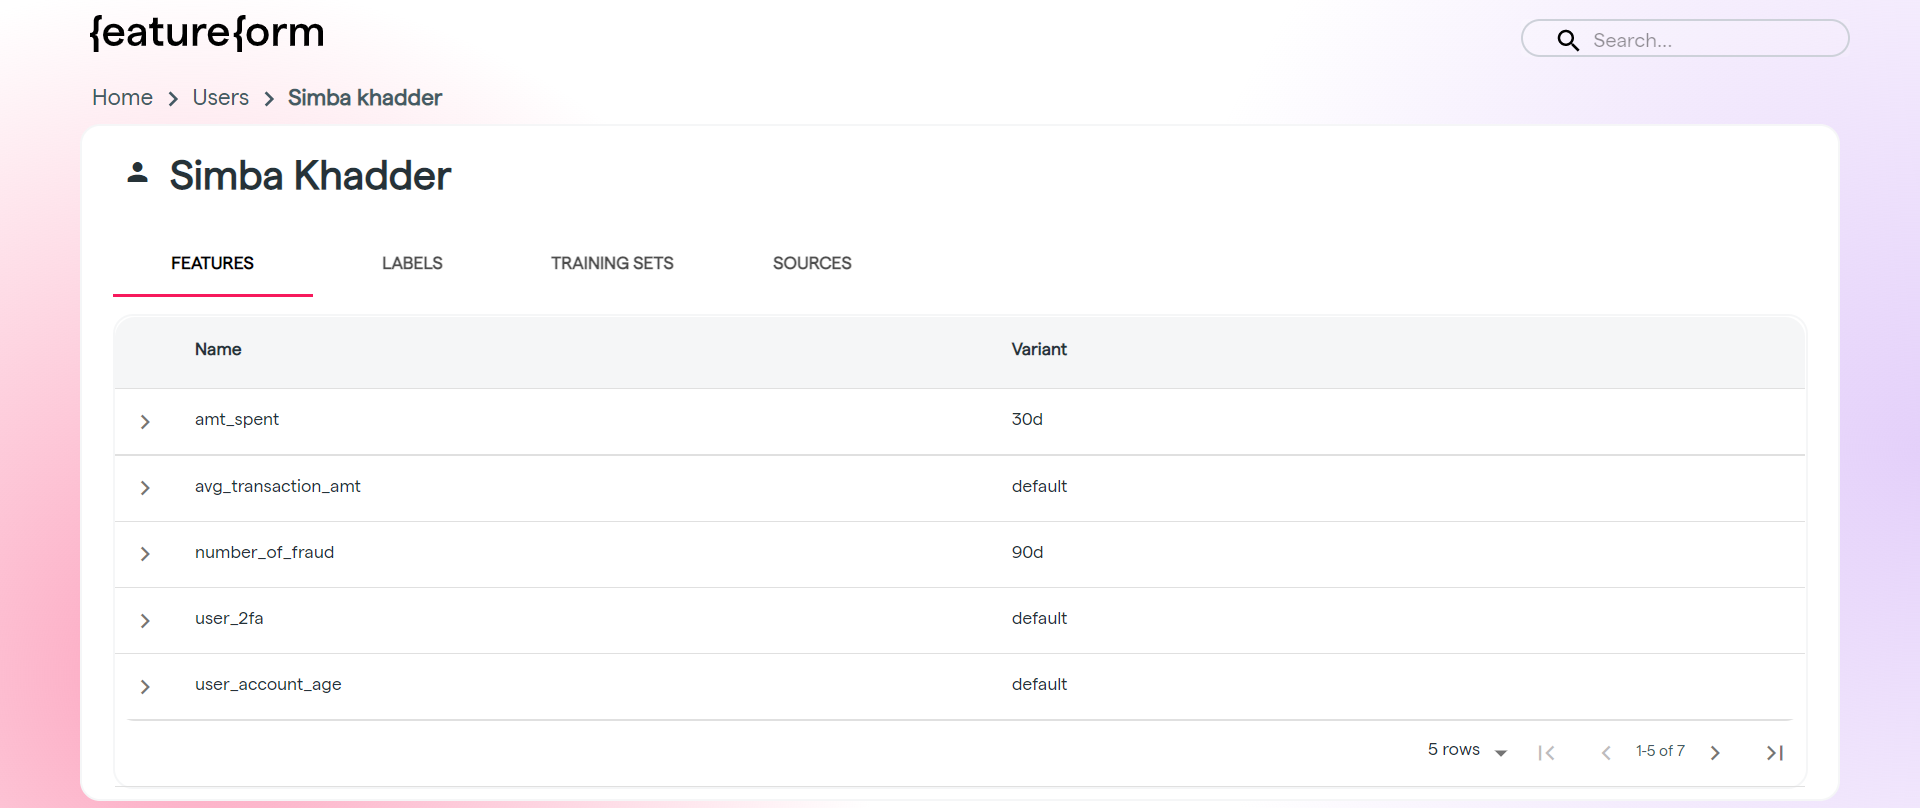 {eature{orm
Search...
Home > Users > Simba khadder
Simba Khadder
FEATURES LABELS TRAINING SETS SOURCES
Name Variant
amt_spent 30d
avg_transaction_amt default
number_of_fraud 90d
user_2fa default
user_account_age default
5 rows 1-5 of 7